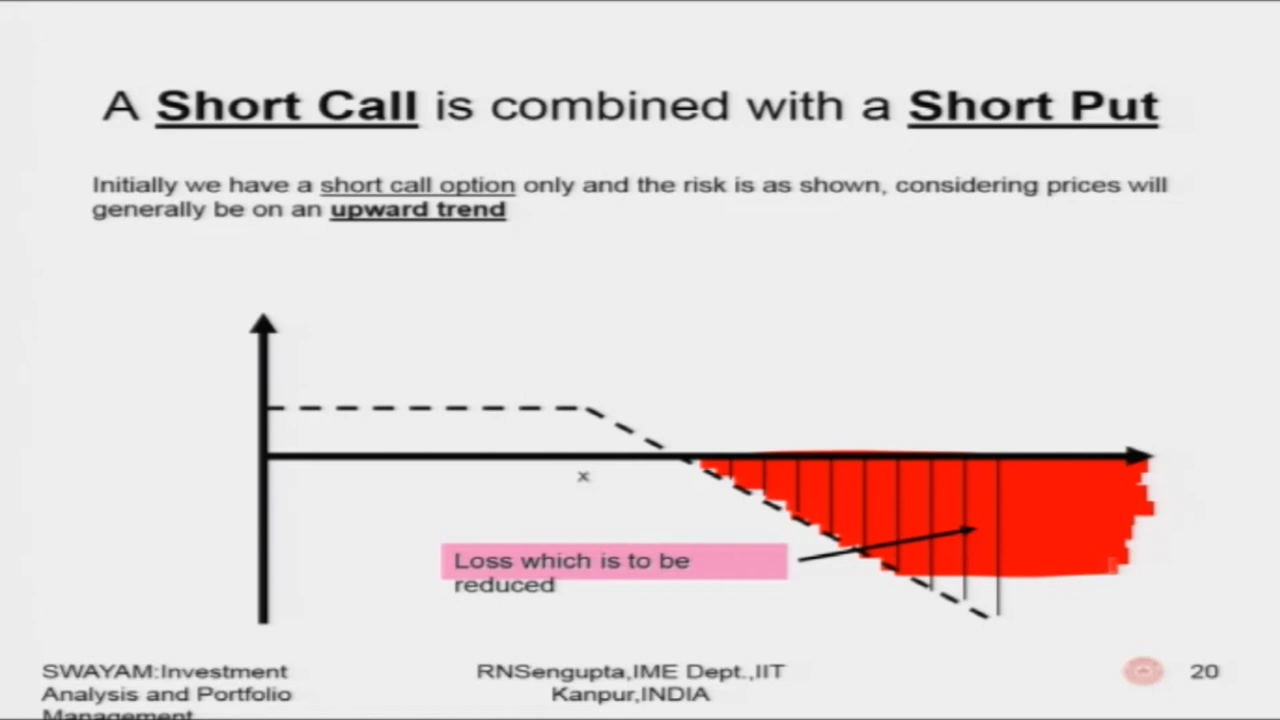 A Short Call is combined with a Short Put
Initially we have a short call option only and the risk is as shown, considering prices will
generally be on an upward trend
x
Loss which is to be
reduced
SWAYAM:Investment
Analysis and Portfolio
Management
RNSengupta,IME Dept.,IIT
Kanpur,INDIA
20